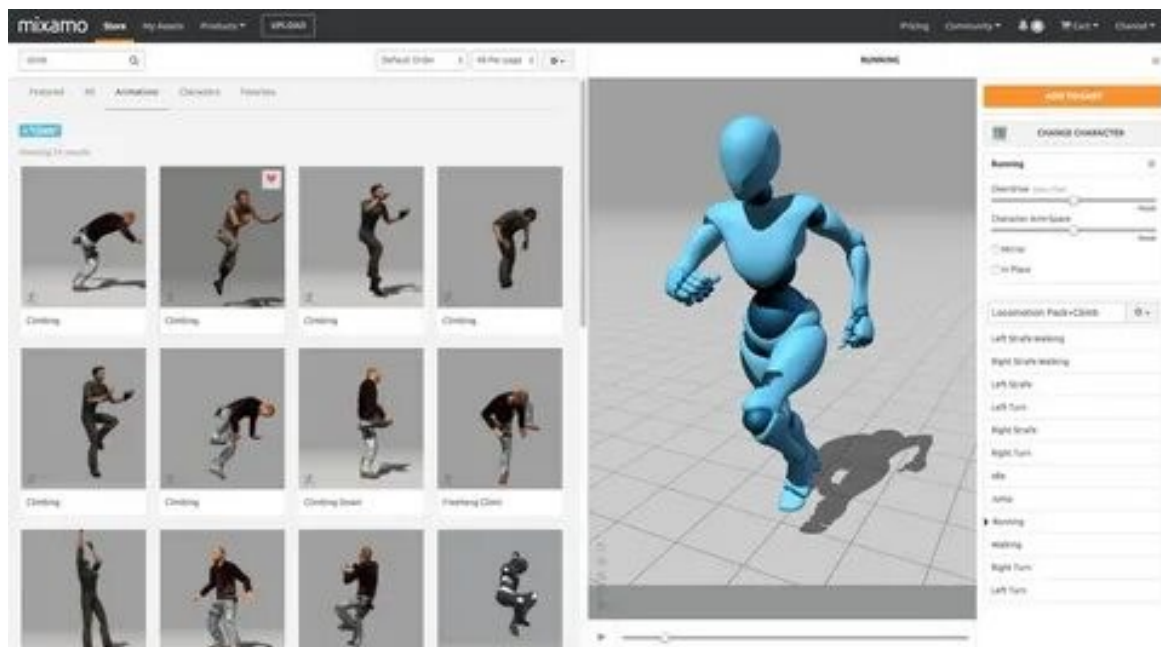 mixamo Store My Assets Products UPLOAD Pricing Community Cart
Default Order 48 Per page
RUNNING
Featured All Animations Characters Favorites
ADD TO CART
CHANGE CHARACTER
Running
Overdrive
Character Arm-Space
Mirror
In Place
Climbing Climbing Climbing Climbing
Locomotion Pack+Climb
Left Strafe Walking
Right Strafe Walking
Left Strafe
Left Turn
Right Strafe
Right Turn
Idle
Jump
Running
Walking
Right Turn
Left Turn
Climbing Climbing Climbing Down Freehang Climb